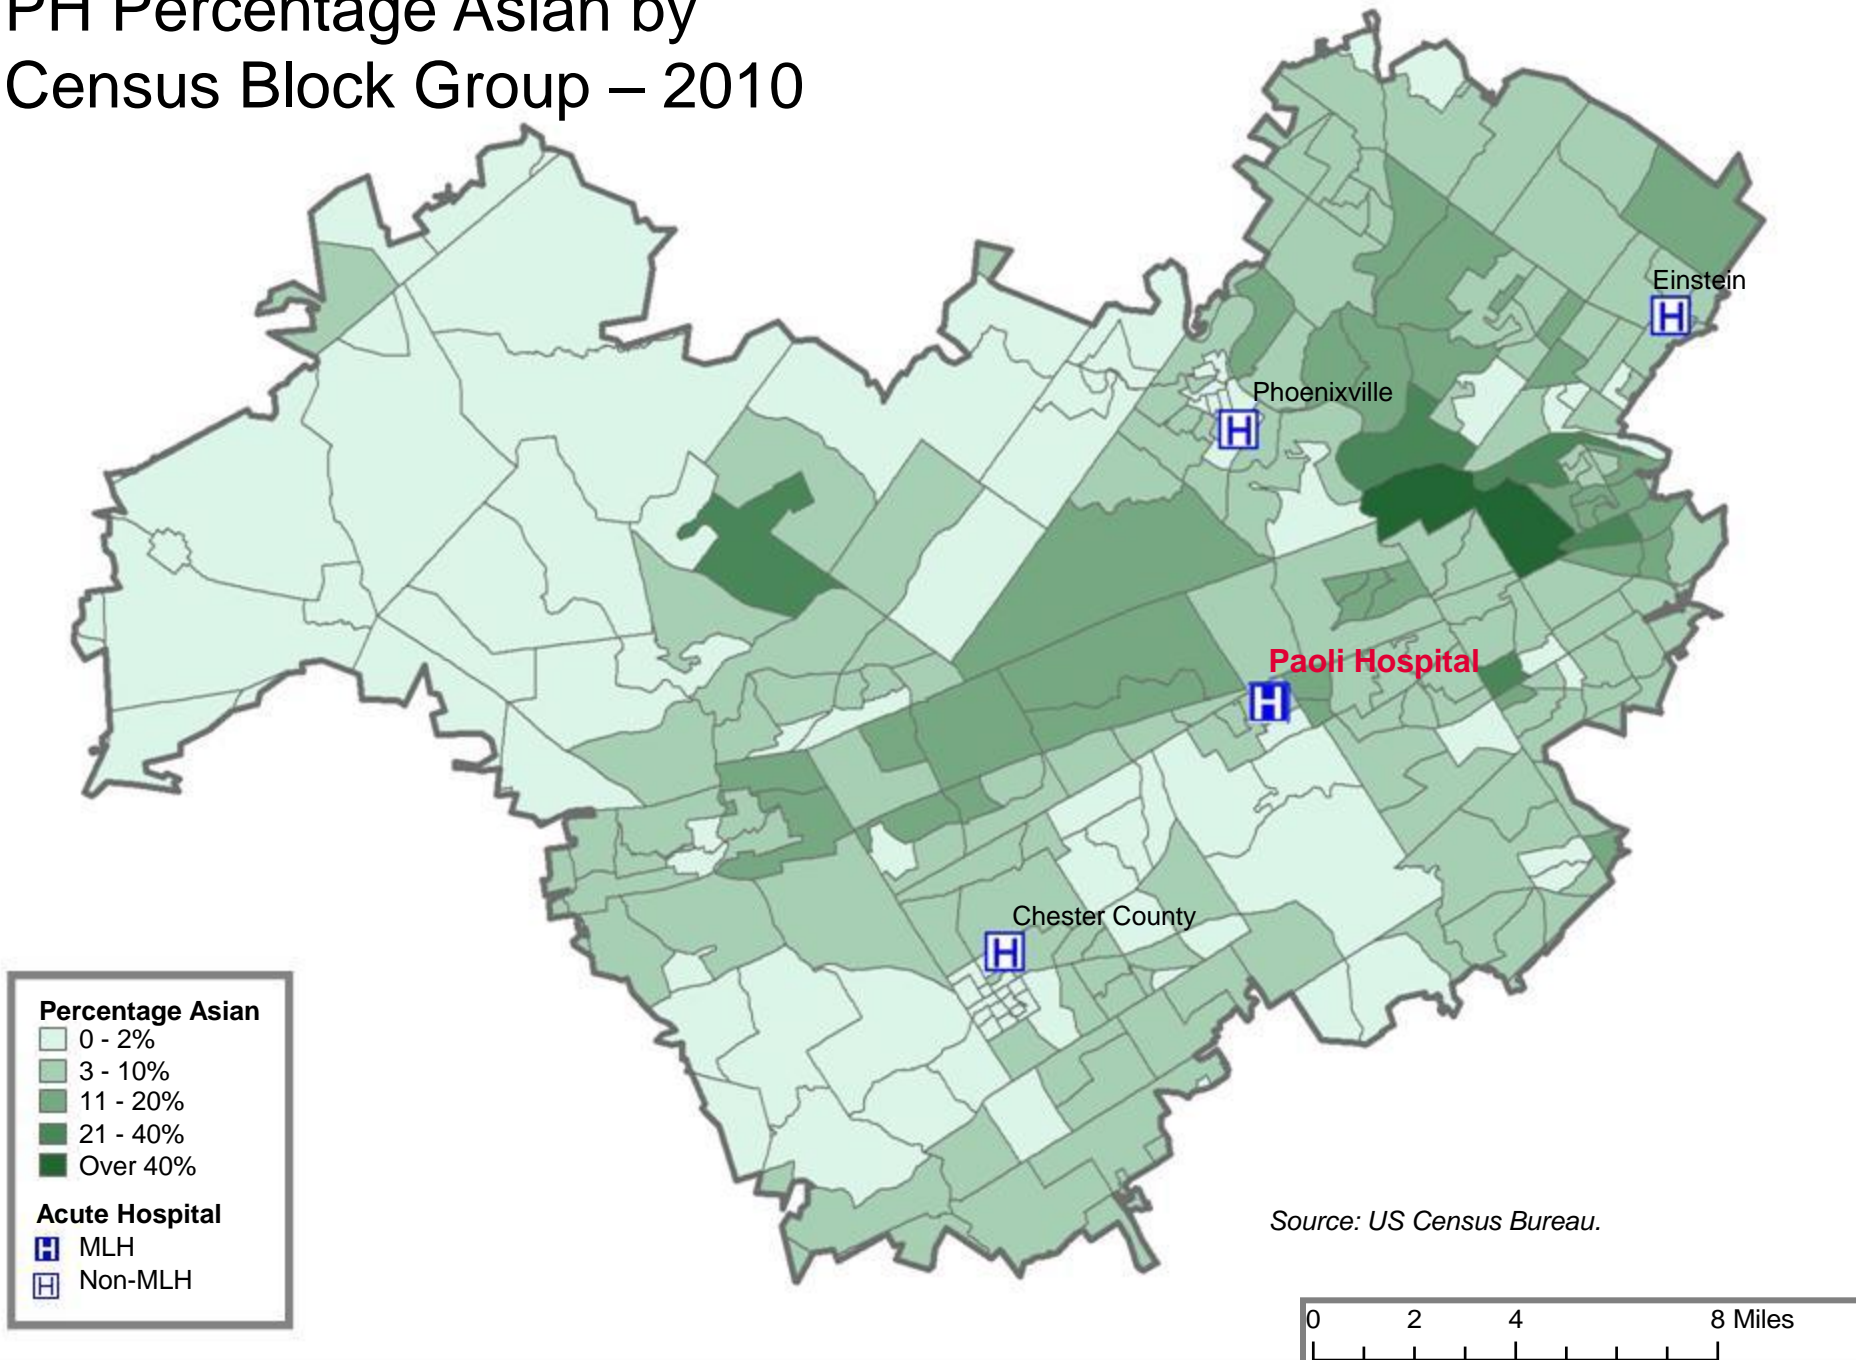 PH Percentage Asian by
Census Block Group – 2010
Einstein
Phoenixville
Paoli Hospital
Chester County
Percentage Asian
0 - 2%
3 - 10%
11 - 20%
21 - 40%
Over 40%
Acute Hospital
H MLH
H Non-MLH
Source: US Census Bureau.
0 2 4 8 Miles